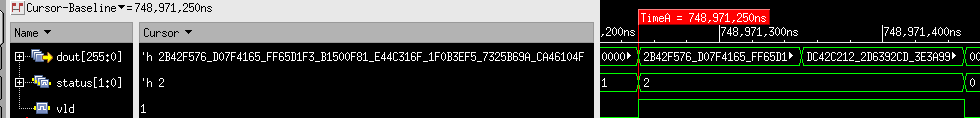 Cursor-Baseline▼=748,971,250ns
TimeA = 748,971,250ns
,200ns 748,971,300ns 748,971,400ns
Name▼ Cursor▼
dout[255:0] 'h 2B42F576_D07F4165_FF65D1F3_B1500F81_E44C316F_1F0B3EF5_7325B69A_CA46104F 0000 2B42F576_D07F4165_FF65D1 DC42C212_2D6392CD_3E3A99
status[1:0] 'h 2 1 2 0
vld 1